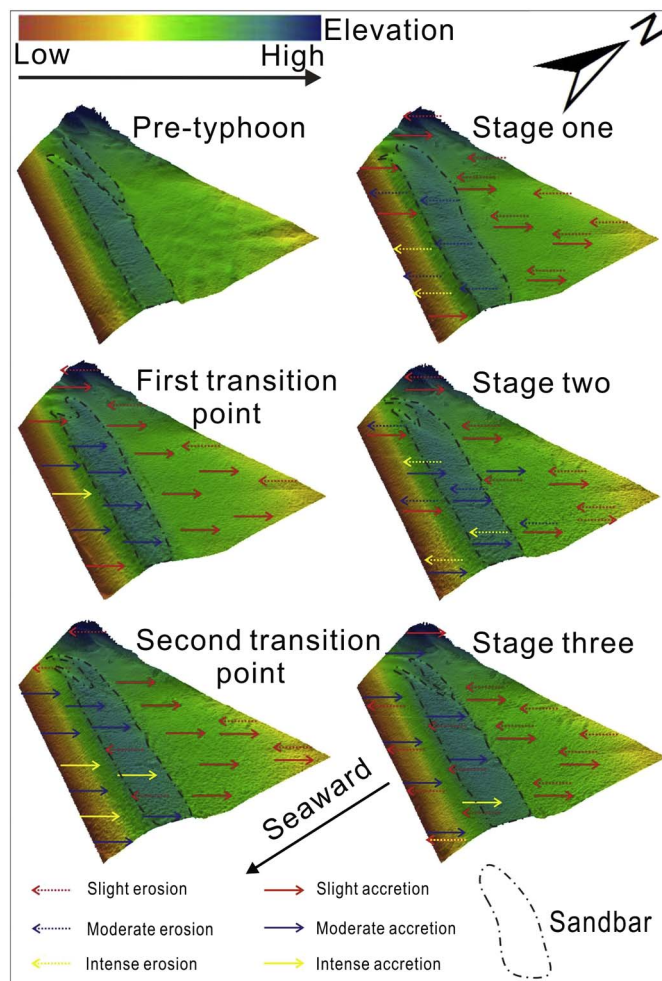 Elevation
Low
High
N
Pre-typhoon
Stage one
First transition
point
Stage two
Second transition
point
Stage three
Seaward
Slight erosion
Slight accretion
Moderate erosion
Moderate accretion
Sandbar
Intense erosion
Intense accretion